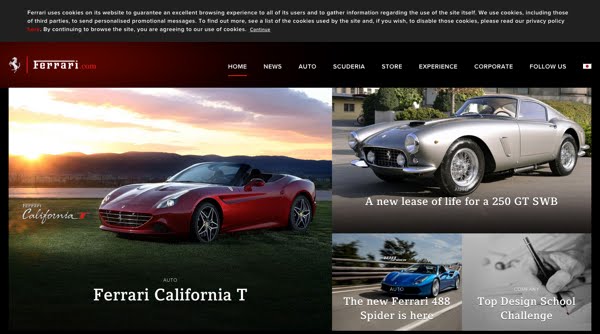 Ferrari uses cookies on its website to guarantee an excellent browsing experience to all of its users and to gather information regarding the use of the site itself. We use cookies, including those
of third parties, to send personalised promotional messages. To find out more, see a list of the cookies used by the site and, if you wish, to disable those cookies, please read our privacy policy
here. By continuing to browse the site, you are agreeing to our use of cookies. Continue
Ferrari.com
HOME NEWS AUTO SCUDERIA STORE EXPERIENCE CORPORATE FOLLOW US
FERRARI
California T
AUTO
Ferrari California T
A new lease of life for a 250 GT SWB
AUTO
The new Ferrari 488
Spider is here
COMPANY
Top Design School
Challenge